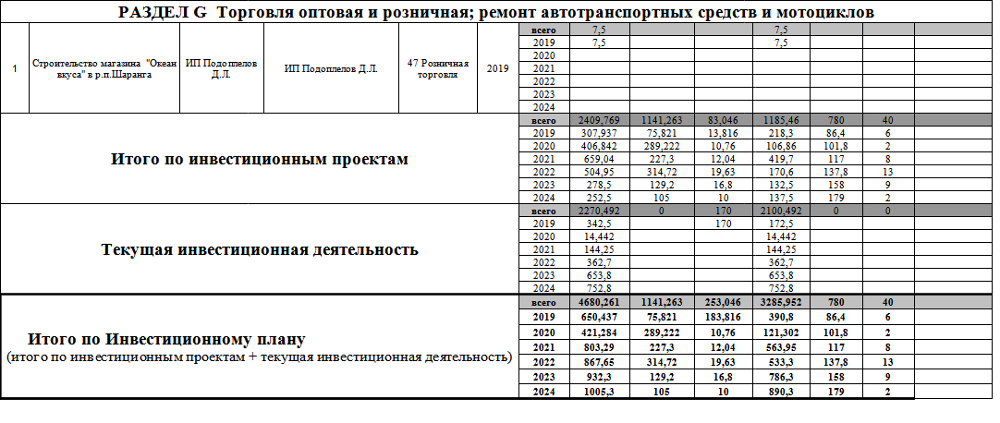 РАЗДЕЛ G Торговля оптовая и розничная; ремонт автотранспортных средств и мотоциклов
1 Строительство магазина "Океан вкуса" в р.п.Шаранга ИП Подоплелов Д.Л. ИП Подоплелов Д.Л. 47 Розничная торговля 2019
всего 7,5 7,5
2019 7,5 7,5
2020
2021
2022
2023
2024
Итого по инвестиционным проектам
всего 2409,769 1141,263 83,046 1185,46 780 40
2019 307,937 75,821 13,816 218,3 86,4 6
2020 406,842 289,222 10,76 106,86 101,8 2
2021 659,04 227,3 12,04 419,7 117 8
2022 504,95 314,72 19,63 170,6 137,8 13
2023 278,5 129,2 16,8 132,5 158 9
2024 252,5 105 10 137,5 179 2
Текущая инвестиционная деятельность
всего 2270,492 0 170 2100,492 0 0
2019 342,5 170 172,5
2020 14,442 14,442
2021 144,25 144,25
2022 362,7 362,7
2023 653,8 653,8
2024 752,8 752,8
Итого по Инвестиционному плану
(итого по инвестиционным проектам + текущая инвестиционная деятельность)
всего 4680,261 1141,263 253,046 3285,952 780 40
2019 650,437 75,821 183,816 390,8 86,4 6
2020 421,284 289,222 10,76 121,302 101,8 2
2021 803,29 227,3 12,04 563,95 117 8
2022 867,65 314,72 19,63 533,3 137,8 13
2023 932,3 129,2 16,8 786,3 158 9
2024 1005,3 105 10 890,3 179 2